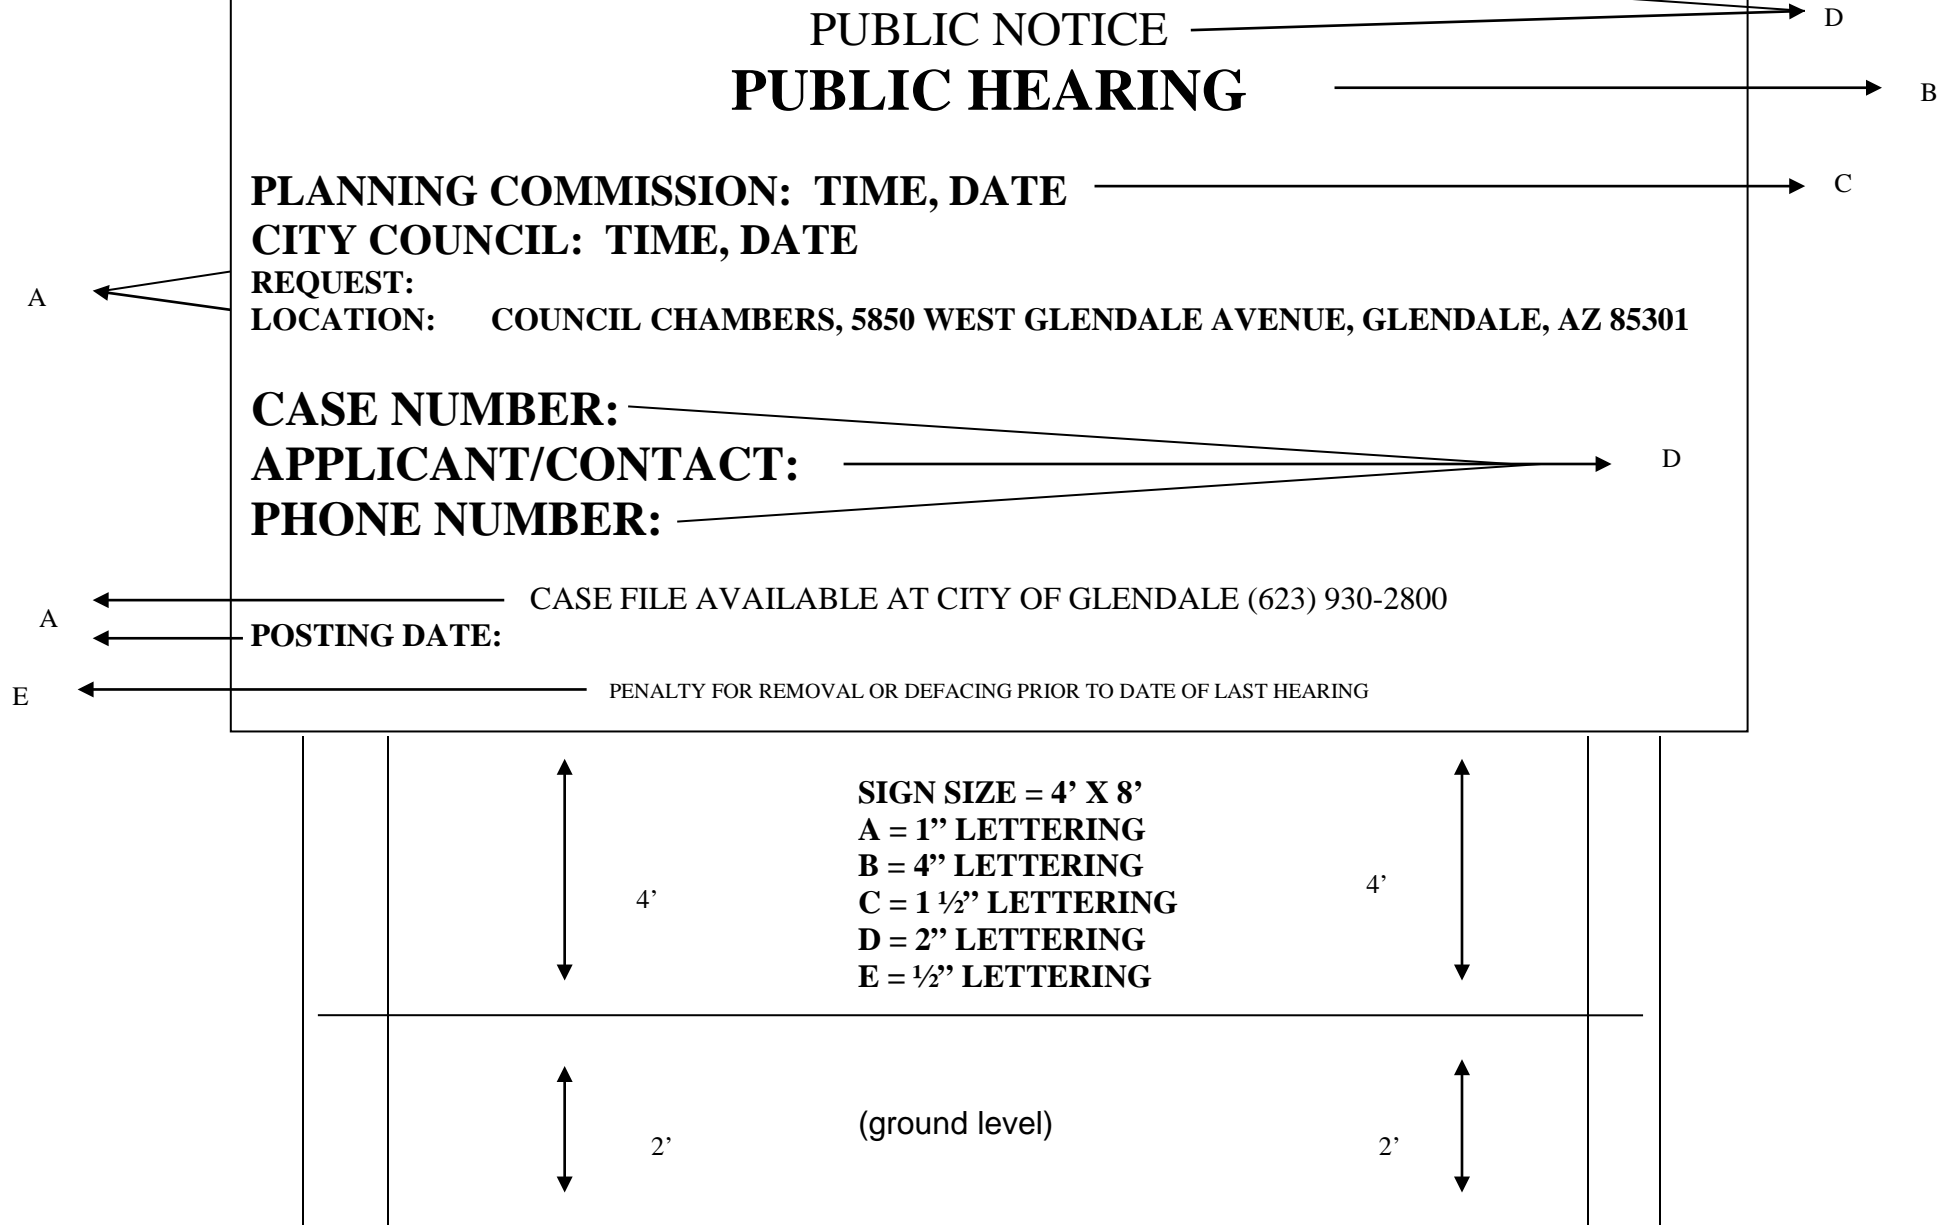 PUBLIC NOTICE
D
PUBLIC HEARING
B
PLANNING COMMISSION: TIME, DATE
C
CITY COUNCIL: TIME, DATE
A
REQUEST:
LOCATION: COUNCIL CHAMBERS, 5850 WEST GLENDALE AVENUE, GLENDALE, AZ 85301
CASE NUMBER:
APPLICANT/CONTACT:
D
PHONE NUMBER:
CASE FILE AVAILABLE AT CITY OF GLENDALE (623) 930-2800
A
POSTING DATE:
E
PENALTY FOR REMOVAL OR DEFACING PRIOR TO DATE OF LAST HEARING
SIGN SIZE = 4’ X 8’
A = 1” LETTERING
B = 4” LETTERING
C = 1 ½” LETTERING
D = 2” LETTERING
E = ½” LETTERING
4’
4’
(ground level)
2’
2’